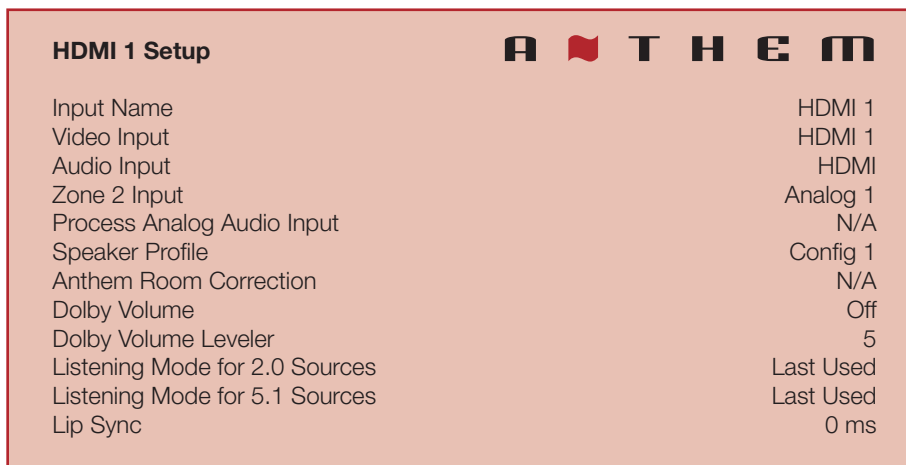 HDMI 1 Setup ANTHEM
Input Name HDMI 1
Video Input HDMI 1
Audio Input HDMI
Zone 2 Input Analog 1
Process Analog Audio Input N/A
Speaker Profile Config 1
Anthem Room Correction N/A
Dolby Volume Off
Dolby Volume Leveler 5
Listening Mode for 2.0 Sources Last Used
Listening Mode for 5.1 Sources Last Used
Lip Sync 0 ms